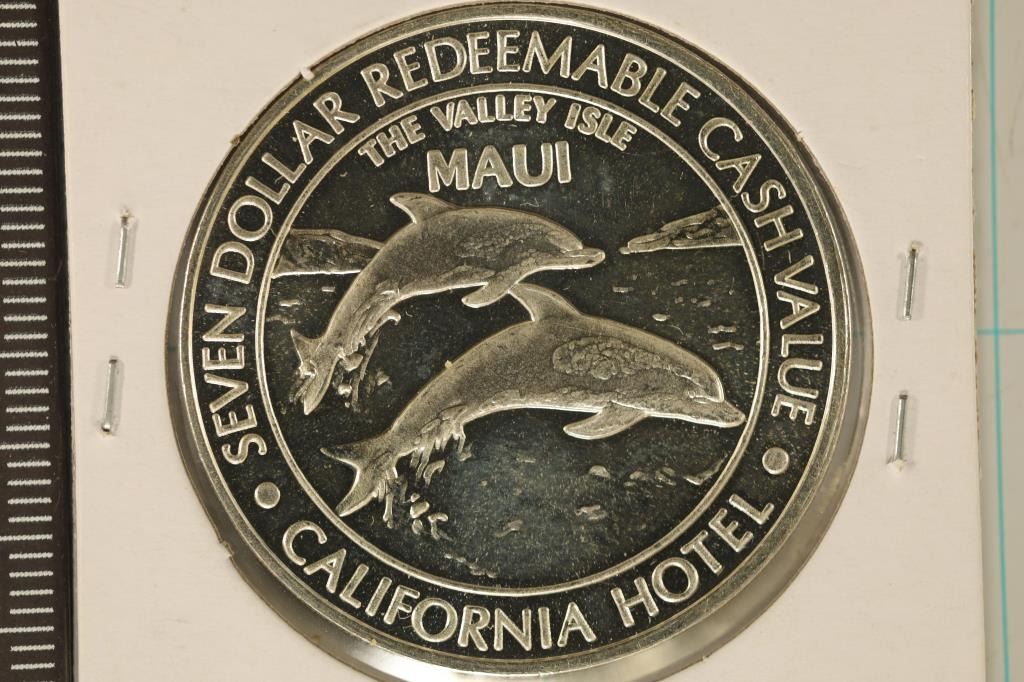 SEVEN DOLLAR REDEEMABLE CASH-VALUE
THE VALLEY ISLE
MAUI
• CALIFORNIA HOTEL •